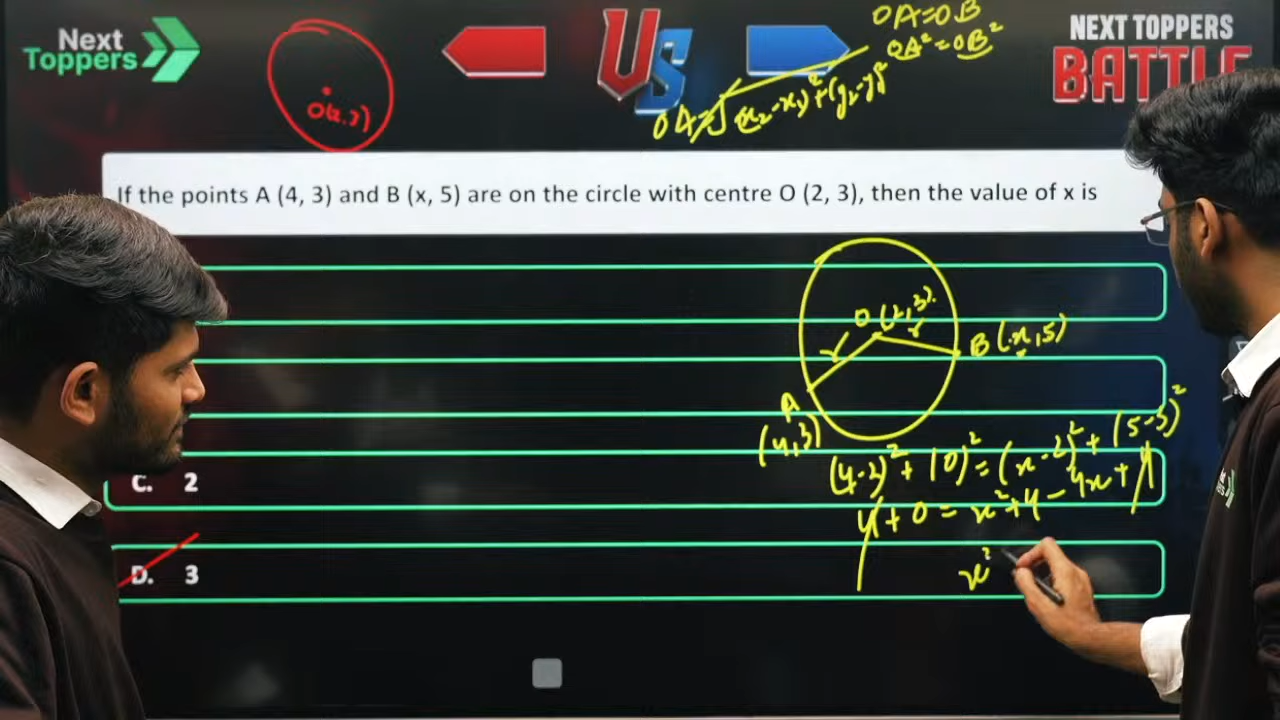 Next
Toppers
US
NEXT TOPPERS
BATTLE
O(2,3)
OA=OB
OA²=OB²
OA=√(x₂-x₁)²+(y₂-y₁)²
If the points A (4, 3) and B (x, 5) are on the circle with centre O (2, 3), then the value of x is
O (2,3).
r
r
B (x,5)
A
(4,3)
(4-2)²+(0)²=(x-2)²+(5-3)²
4+0=x²+4-4x+4
x²
C. 2
D. 3